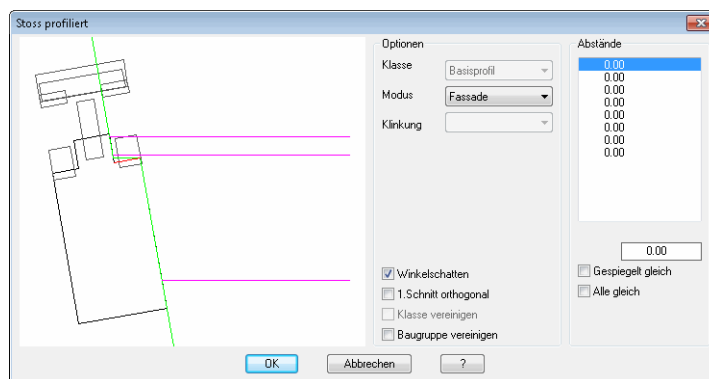 Stoss profiliert
Optionen
Klasse
Basisprofil
Modus
Fassade
Klinkung
Winkelschatten
1.Schnitt orthogonal
Klasse vereinigen
Baugruppe vereinigen
Abstände
0.00
0.00
0.00
0.00
0.00
0.00
0.00
0.00
0.00
Gespiegelt gleich
Alle gleich
OK
Abbrechen
?